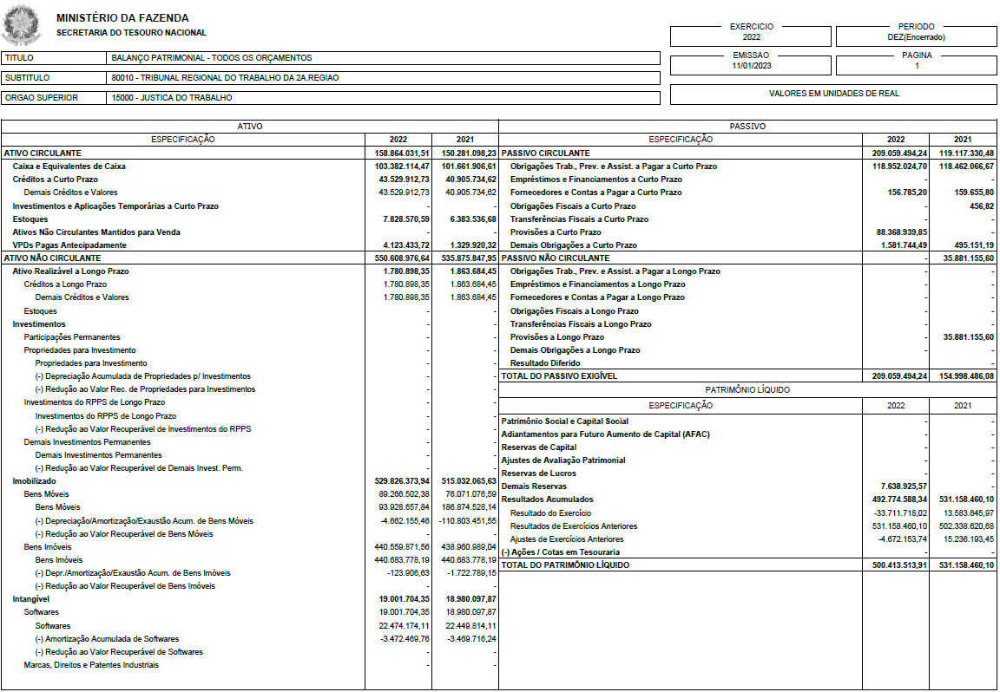 MINISTÉRIO DA FAZENDA
SECRETARIA DO TESOURO NACIONAL
EXERCICIO
2022
PERIODO
DEZ(Encerrado)
EMISSAO
11/01/2023
PAGINA
1
VALORES EM UNIDADES DE REAL
TITULO BALANÇO PATRIMONIAL - TODOS OS ORÇAMENTOS
SUBTITULO 80010 - TRIBUNAL REGIONAL DO TRABALHO DA 2A.REGIAO
ORGAO SUPERIOR 15000 - JUSTICA DO TRABALHO
ATIVO
ESPECIFICAÇÃO 2022 2021
ATIVO CIRCULANTE 158.864.031,51 150.281.098,23
Caixa e Equivalentes de Caixa 103.382.114,47 101.661.906,61
Créditos a Curto Prazo 43.529.912,73 40.905.734,62
Demais Créditos e Valores 43.529.912,73 40.905.734,62
Investimentos e Aplicações Temporárias a Curto Prazo - -
Estoques 7.828.570,59 6.383.536,68
Ativos Não Circulantes Mantidos para Venda - -
VPDs Pagas Antecipadamente 4.123.433,72 1.329.920,32
ATIVO NÃO CIRCULANTE 550.608.976,64 535.875.847,95
Ativo Realizável a Longo Prazo 1.780.898,35 1.863.684,45
Créditos a Longo Prazo 1.780.898,35 1.863.684,45
Demais Créditos e Valores 1.780.898,35 1.863.684,45
Estoques - -
Investimentos - -
Participações Permanentes - -
Propriedades para Investimento - -
Propriedades para Investimento - -
(-) Depreciação Acumulada de Propriedades p/ Investimentos - -
(-) Redução ao Valor Rec. de Propriedades para Investimentos - -
Investimentos do RPPS de Longo Prazo - -
Investimentos do RPPS de Longo Prazo - -
(-) Redução ao Valor Recuperável de Investimentos do RPPS - -
Demais Investimentos Permanentes - -
Demais Investimentos Permanentes - -
(-) Redução ao Valor Recuperável de Demais Invest. Perm. - -
Imobilizado 529.826.373,94 515.032.065,63
Bens Móveis 89.266.502,38 76.071.076,59
Bens Móveis 93.928.657,84 186.874.528,14
(-) Depreciação/Amortização/Exaustão Acum. de Bens Móveis -4.662.155,46 -110.803.451,55
(-) Redução ao Valor Recuperável de Bens Móveis - -
Bens Imóveis 440.559.871,56 438.960.989,04
Bens Imóveis 440.683.778,19 440.683.778,19
(-) Depr./Amortização/Exaustão Acum. de Bens Imóveis -123.906,63 -1.722.789,15
(-) Redução ao Valor Recuperável de Bens Imóveis - -
Intangível 19.001.704,35 18.980.097,87
Softwares 19.001.704,35 18.980.097,87
Softwares 22.474.174,11 22.449.814,11
(-) Amortização Acumulada de Softwares -3.472.469,76 -3.469.716,24
(-) Redução ao Valor Recuperável de Softwares - -
Marcas, Direitos e Patentes Industriais - -
PASSIVO
ESPECIFICAÇÃO 2022 2021
PASSIVO CIRCULANTE 209.059.494,24 119.117.330,48
Obrigações Trab., Prev. e Assist. a Pagar a Curto Prazo 118.952.024,70 118.462.066,67
Empréstimos e Financiamentos a Curto Prazo - -
Fornecedores e Contas a Pagar a Curto Prazo 156.785,20 159.655,80
Obrigações Fiscais a Curto Prazo - 456,82
Transferências Fiscais a Curto Prazo - -
Provisões a Curto Prazo 88.368.939,85 -
Demais Obrigações a Curto Prazo 1.581.744,49 495.151,19
PASSIVO NÃO CIRCULANTE - 35.881.155,60
Obrigações Trab., Prev. e Assist. a Pagar a Longo Prazo - -
Empréstimos e Financiamentos a Longo Prazo - -
Fornecedores e Contas a Pagar a Longo Prazo - -
Obrigações Fiscais a Longo Prazo - -
Transferências Fiscais a Longo Prazo - -
Provisões a Longo Prazo - 35.881.155,60
Demais Obrigações a Longo Prazo - -
Resultado Diferido - -
TOTAL DO PASSIVO EXIGÍVEL 209.059.494,24 154.998.486,08
PATRIMÔNIO LÍQUIDO
ESPECIFICAÇÃO 2022 2021
Patrimônio Social e Capital Social - -
Adiantamentos para Futuro Aumento de Capital (AFAC) - -
Reservas de Capital - -
Ajustes de Avaliação Patrimonial - -
Reservas de Lucros - -
Demais Reservas 7.638.925,57 -
Resultados Acumulados 492.774.588,34 531.158.460,10
Resultado do Exercício -33.711.718,02 13.583.645,97
Resultados de Exercícios Anteriores 531.158.460,10 502.338.620,68
Ajustes de Exercícios Anteriores -4.672.153,74 15.236.193,45
(-) Ações / Cotas em Tesouraria - -
TOTAL DO PATRIMÔNIO LÍQUIDO 500.413.513,91 531.158.460,10